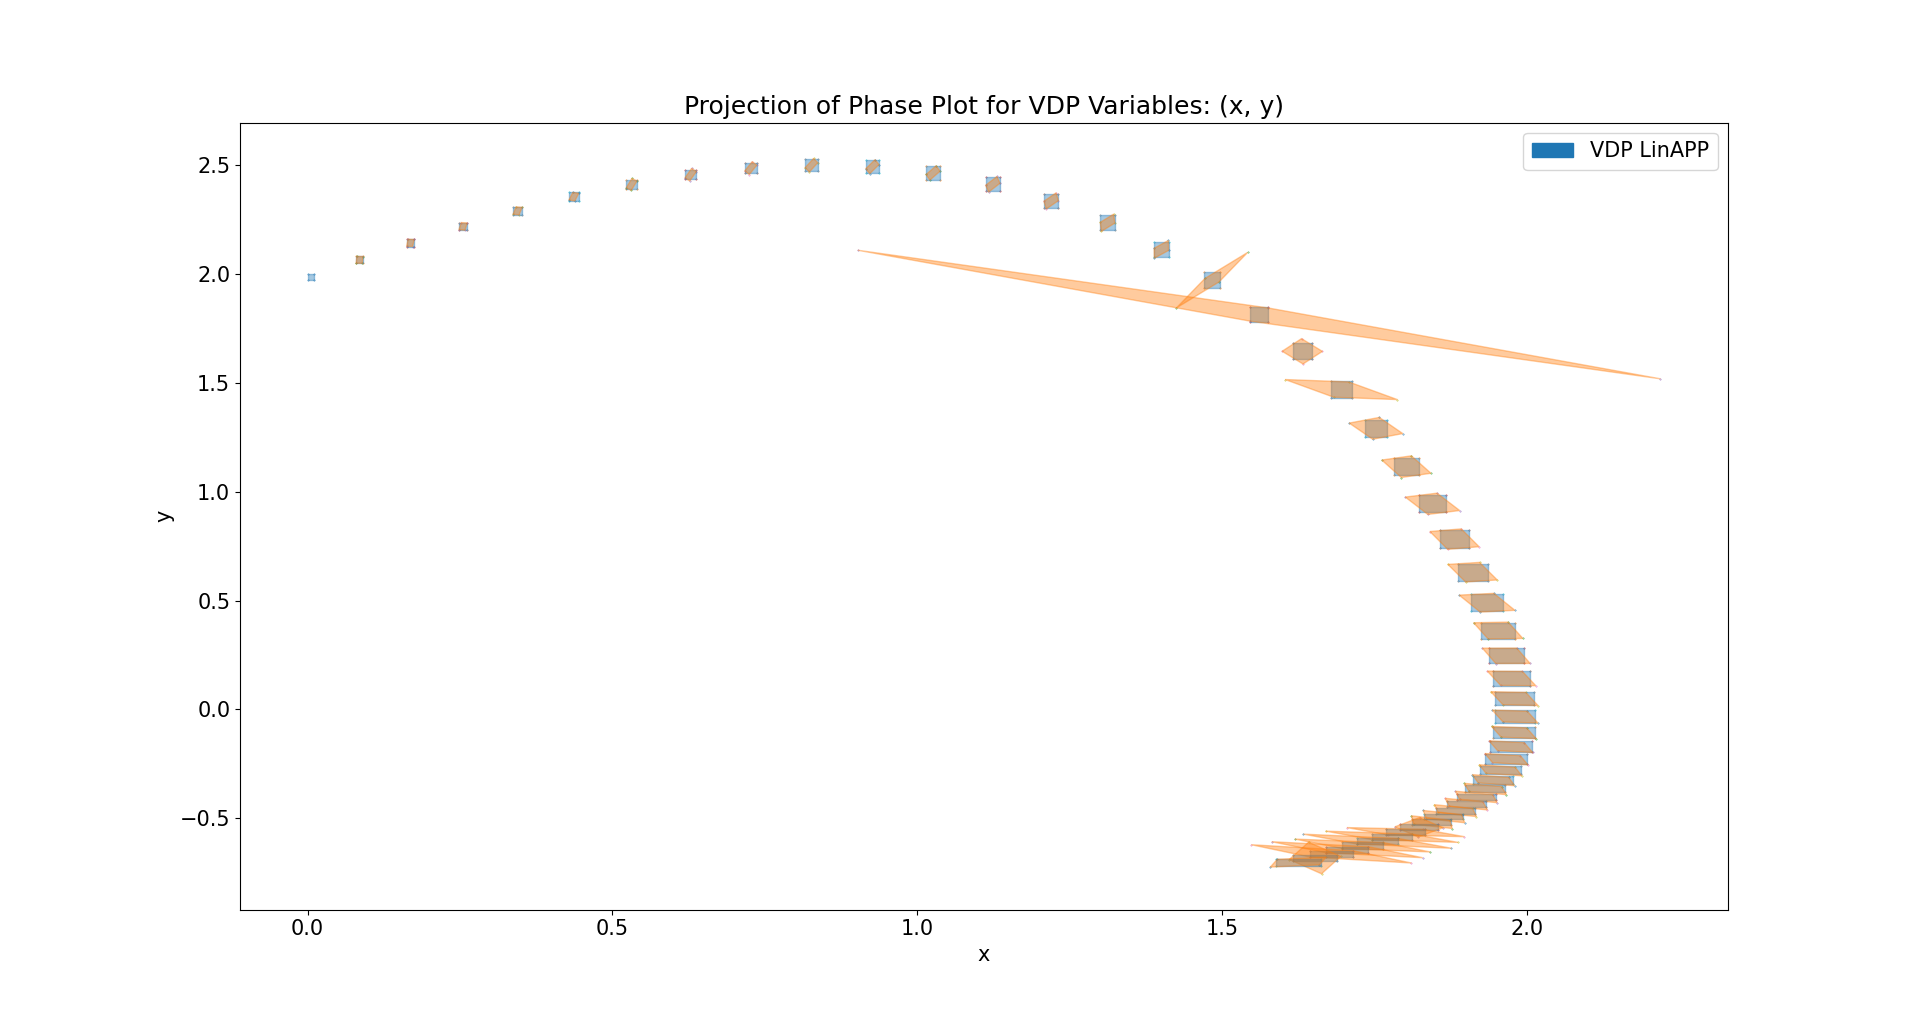 Projection of Phase Plot for VDP Variables: (x, y)
VDP LinAPP
2.5
2.0
1.5
1.0
0.5
0.0
−0.5
y
0.0 0.5 1.0 1.5 2.0
x